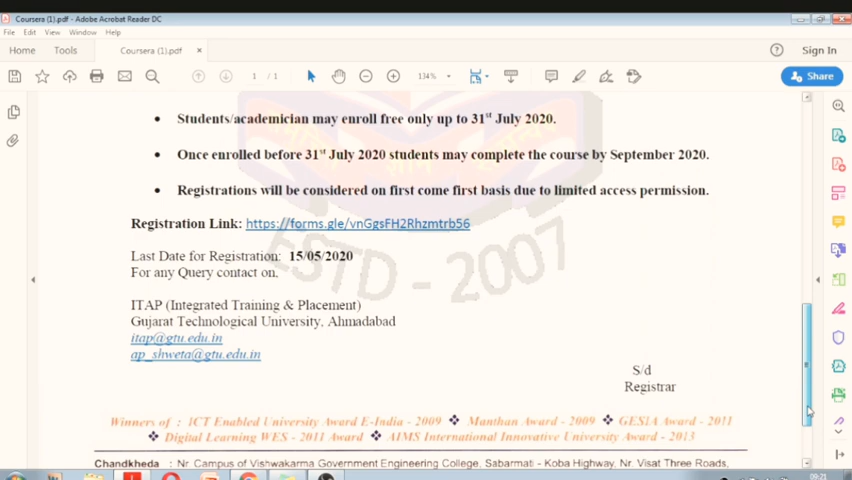 Coursera (1).pdf - Adobe Acrobat Reader DC
File Edit View Window Help
Home Tools Coursera (1).pdf × Sign In
1 / 1 134% Share
• Students/academician may enroll free only up to 31st July 2020.
• Once enrolled before 31st July 2020 students may complete the course by September 2020.
• Registrations will be considered on first come first basis due to limited access permission.
Registration Link: https://forms.gle/vnGgsFH2Rhzmtrb56
Last Date for Registration: 15/05/2020
For any Query contact on,
ITAP (Integrated Training & Placement)
Gujarat Technological University, Ahmadabad
itap@gtu.edu.in
ap_shweta@gtu.edu.in
ESTD - 2007
S/d
Registrar
Winners of : ICT Enabled University Award E-India - 2009 ❖ Manthan Award - 2009 ❖ GESIA Award - 2011
❖ Digital Learning WES - 2011 Award ❖ AIMS International Innovative University Award - 2013
Chandkheda : Nr. Campus of Vishwakarma Government Engineering College, Sabarmati - Koba Highway, Nr. Visat Three Roads,
09:21